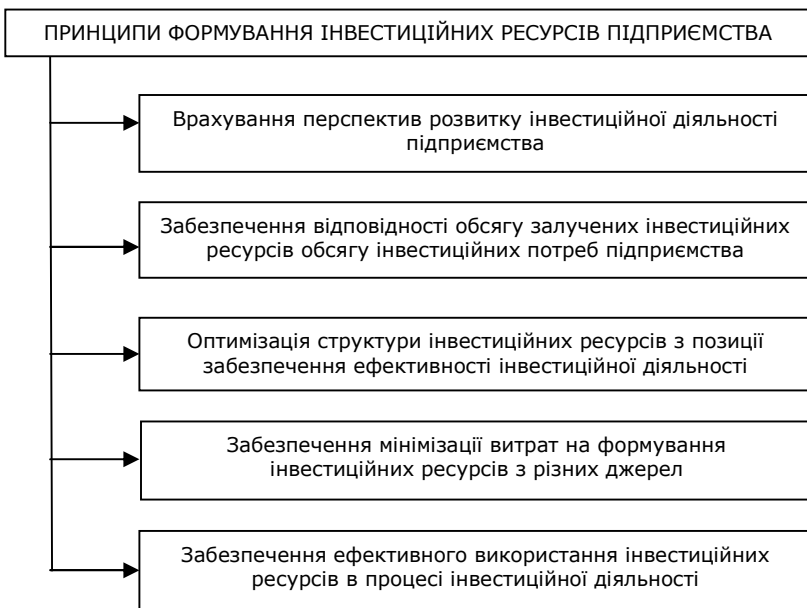 ПРИНЦИПИ ФОРМУВАННЯ ІНВЕСТИЦІЙНИХ РЕСУРСІВ ПІДПРИЄМСТВА
Врахування перспектив розвитку інвестиційної діяльності
підприємства
Забезпечення відповідності обсягу залучених інвестиційних
ресурсів обсягу інвестиційних потреб підприємства
Оптимізація структури інвестиційних ресурсів з позиції
забезпечення ефективності інвестиційної діяльності
Забезпечення мінімізації витрат на формування
інвестиційних ресурсів з різних джерел
Забезпечення ефективного використання інвестиційних
ресурсів в процесі інвестиційної діяльності